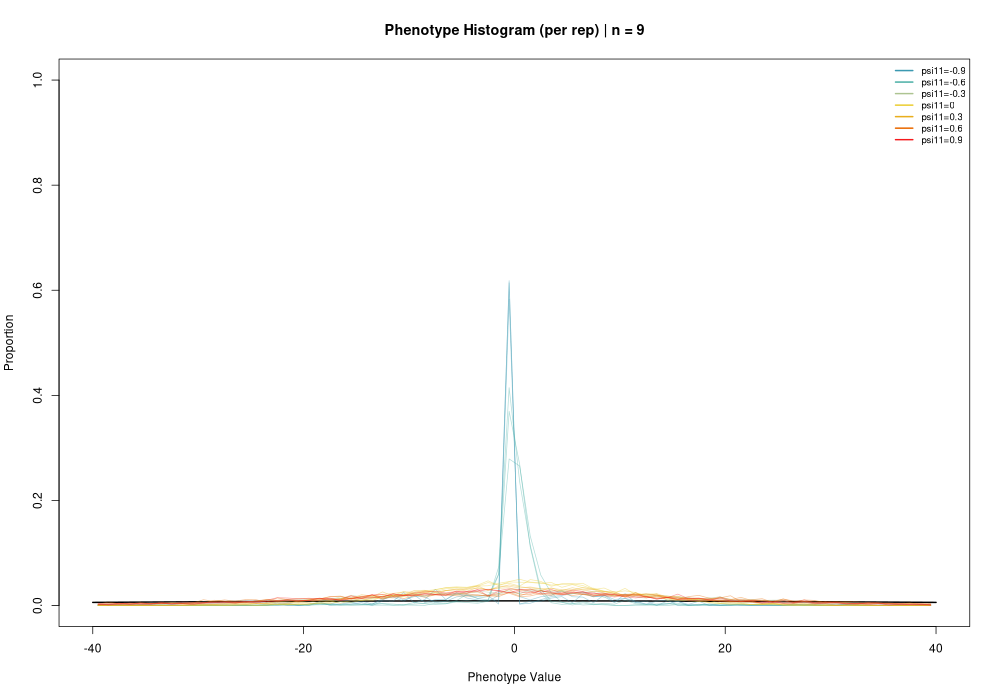 Phenotype Histogram (per rep) | n = 9
psi11=-0.9
psi11=-0.6
psi11=-0.3
psi11=0
psi11=0.3
psi11=0.6
psi11=0.9
1.0
0.8
0.6
0.4
0.2
0.0
Proportion
-40
-20
0
20
40
Phenotype Value